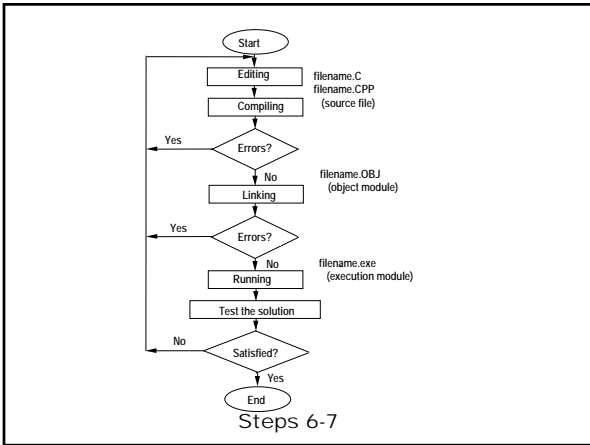 Start
Editing
filename.C
filename.CPP
(source file)
Compiling
Yes
Errors?
No
filename.OBJ
(object module)
Linking
Yes
Errors?
No
filename.exe
(execution module)
Running
Test the solution
No
Satisfied?
Yes
End
Steps 6-7